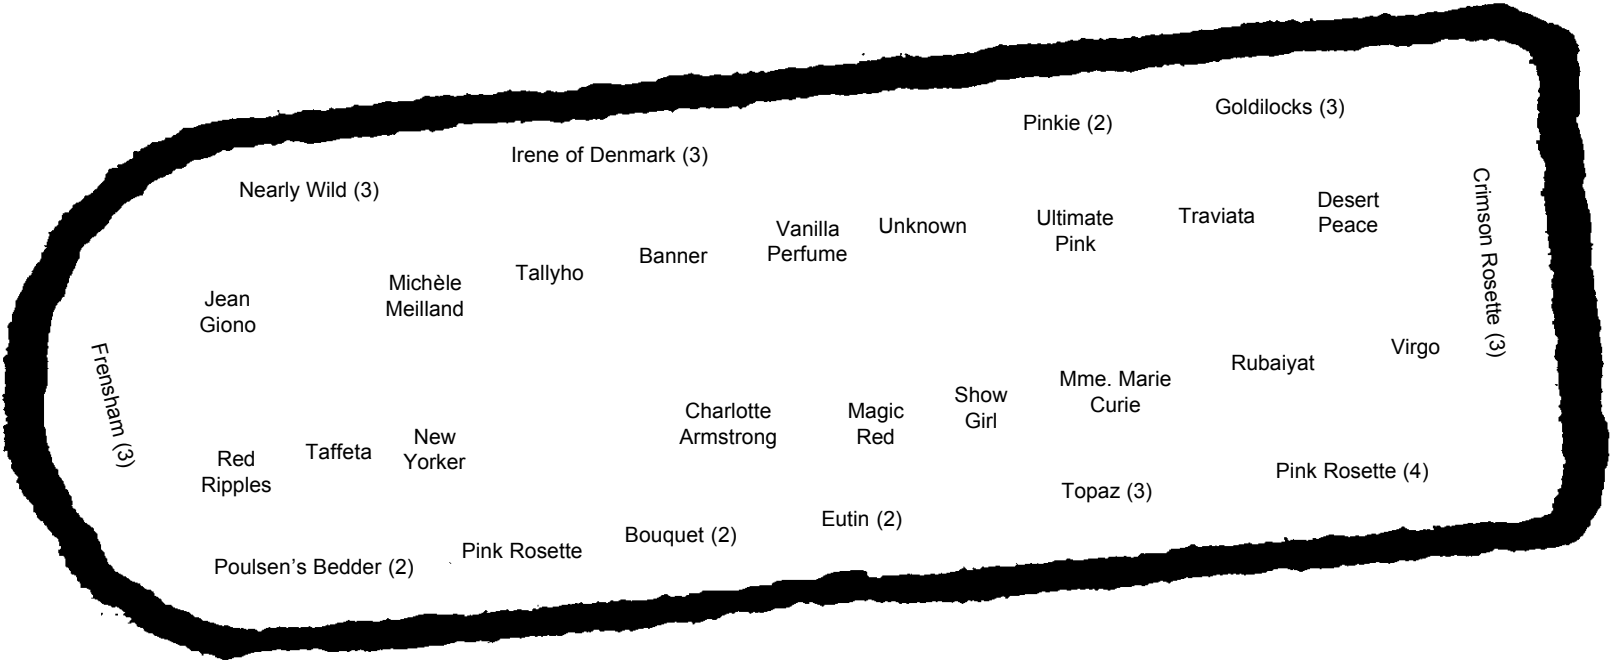 Goldilocks (3)
Pinkie (2)
Irene of Denmark (3)
Nearly Wild (3)
Crimson Rosette (3)
Desert
Peace
Traviata
Ultimate
Pink
Unknown
Vanilla
Perfume
Banner
Tallyho
Michèle
Meilland
Jean
Giono
Frensham (3)
Virgo
Rubaiyat
Mme. Marie
Curie
Show
Girl
Magic
Red
Charlotte
Armstrong
New
Yorker
Taffeta
Red
Ripples
Pink Rosette (4)
Topaz (3)
Eutin (2)
Bouquet (2)
Pink Rosette
Poulsen’s Bedder (2)